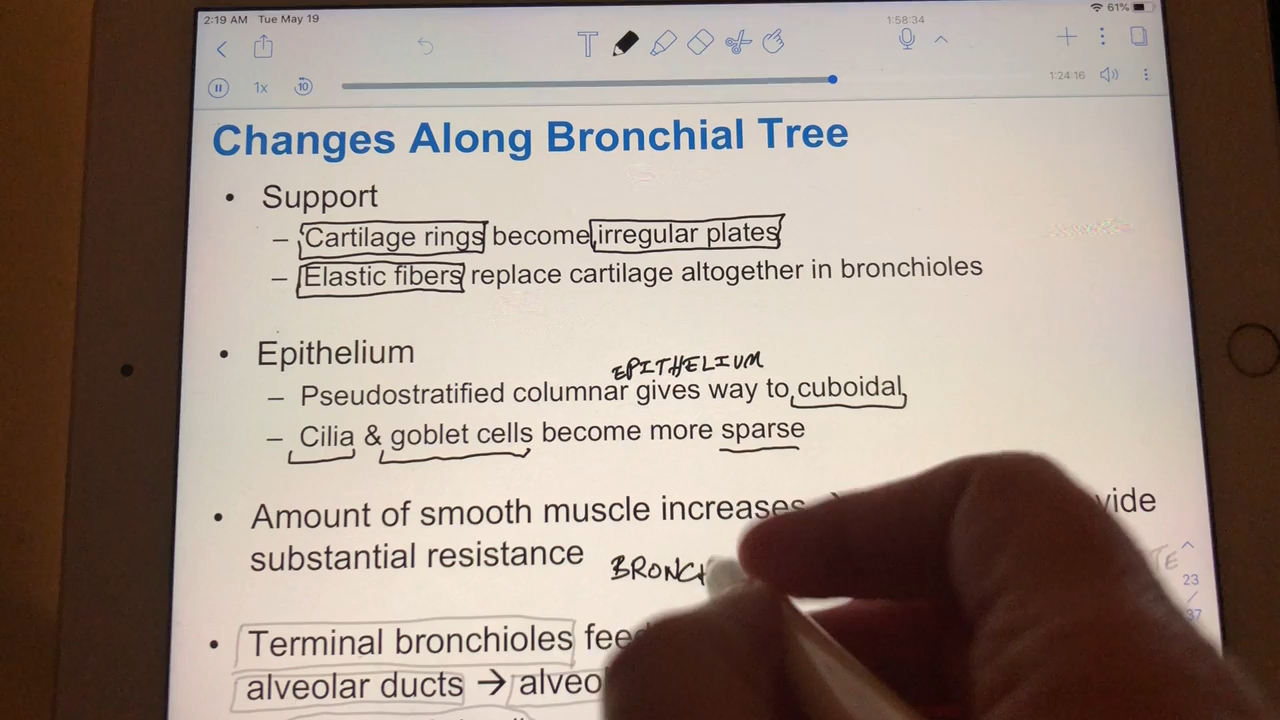 2:19 AM Tue May 19
1:58:34
61%
T
1x
10
1:24:16
Changes Along Bronchial Tree
• Support
– Cartilage rings become irregular plates
– Elastic fibers replace cartilage altogether in bronchioles
• Epithelium
EPITHELIUM
– Pseudostratified columnar gives way to cuboidal
– Cilia & goblet cells become more sparse
• Amount of smooth muscle increases
substantial resistance
BRONCH
23
/
37
• Terminal bronchioles
alveolar ducts →